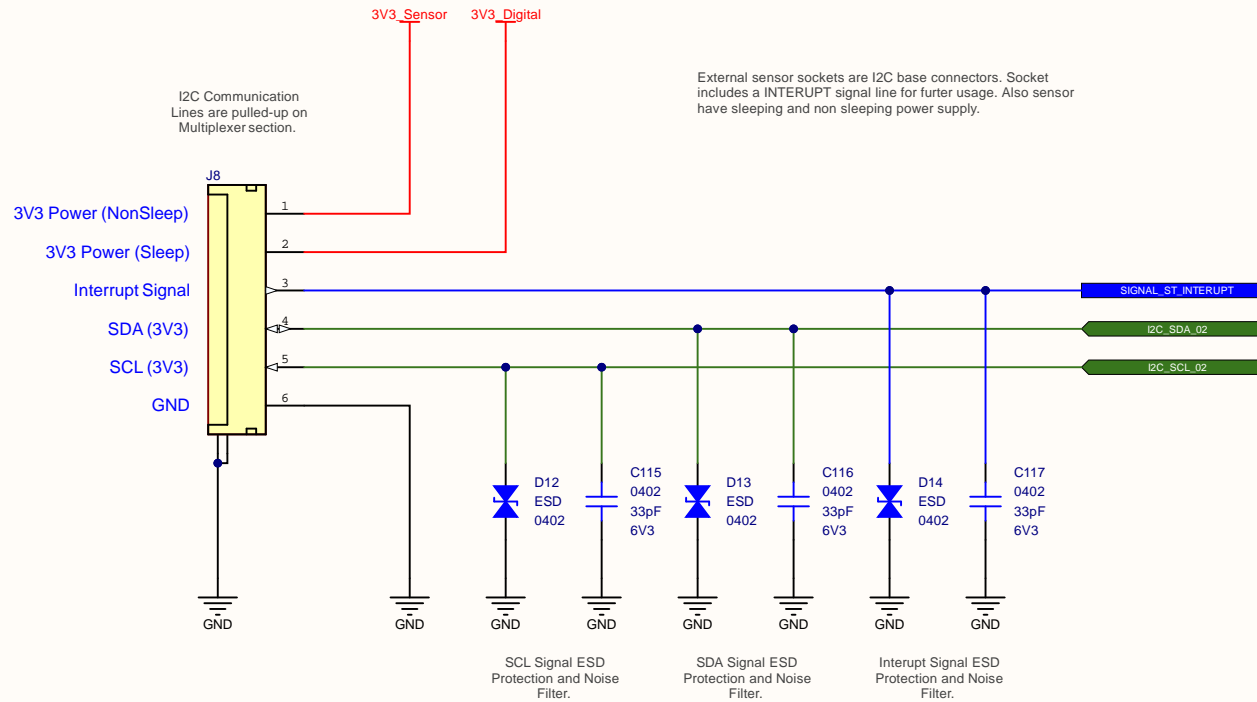 3V3_Sensor
3V3_Digital
I2C Communication
Lines are pulled-up on
Multiplexer section.
External sensor sockets are I2C base connectors. Socket
includes a INTERUPT signal line for furter usage. Also sensor
have sleeping and non sleeping power supply.
J8
3V3 Power (NonSleep)
1
3V3 Power (Sleep)
2
Interrupt Signal
3
SIGNAL_ST_INTERUPT
SDA (3V3)
4
I2C_SDA_02
SCL (3V3)
5
I2C_SCL_02
GND
6
D12
ESD
0402
C115
0402
33pF
6V3
D13
ESD
0402
C116
0402
33pF
6V3
D14
ESD
0402
C117
0402
33pF
6V3
GND
GND
GND
GND
GND
GND
GND
GND
SCL Signal ESD
Protection and Noise
Filter.
SDA Signal ESD
Protection and Noise
Filter.
Interupt Signal ESD
Protection and Noise
Filter.